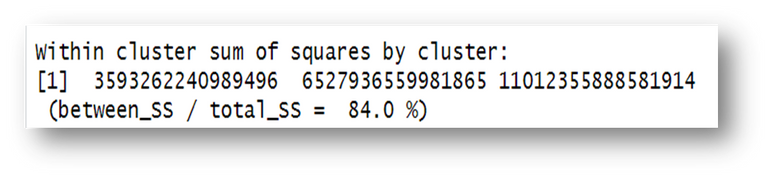 Within cluster sum of squares by cluster:
[1] 3593262240989496 6527936559981865 11012355888581914
(between_SS / total_SS = 84.0 %)